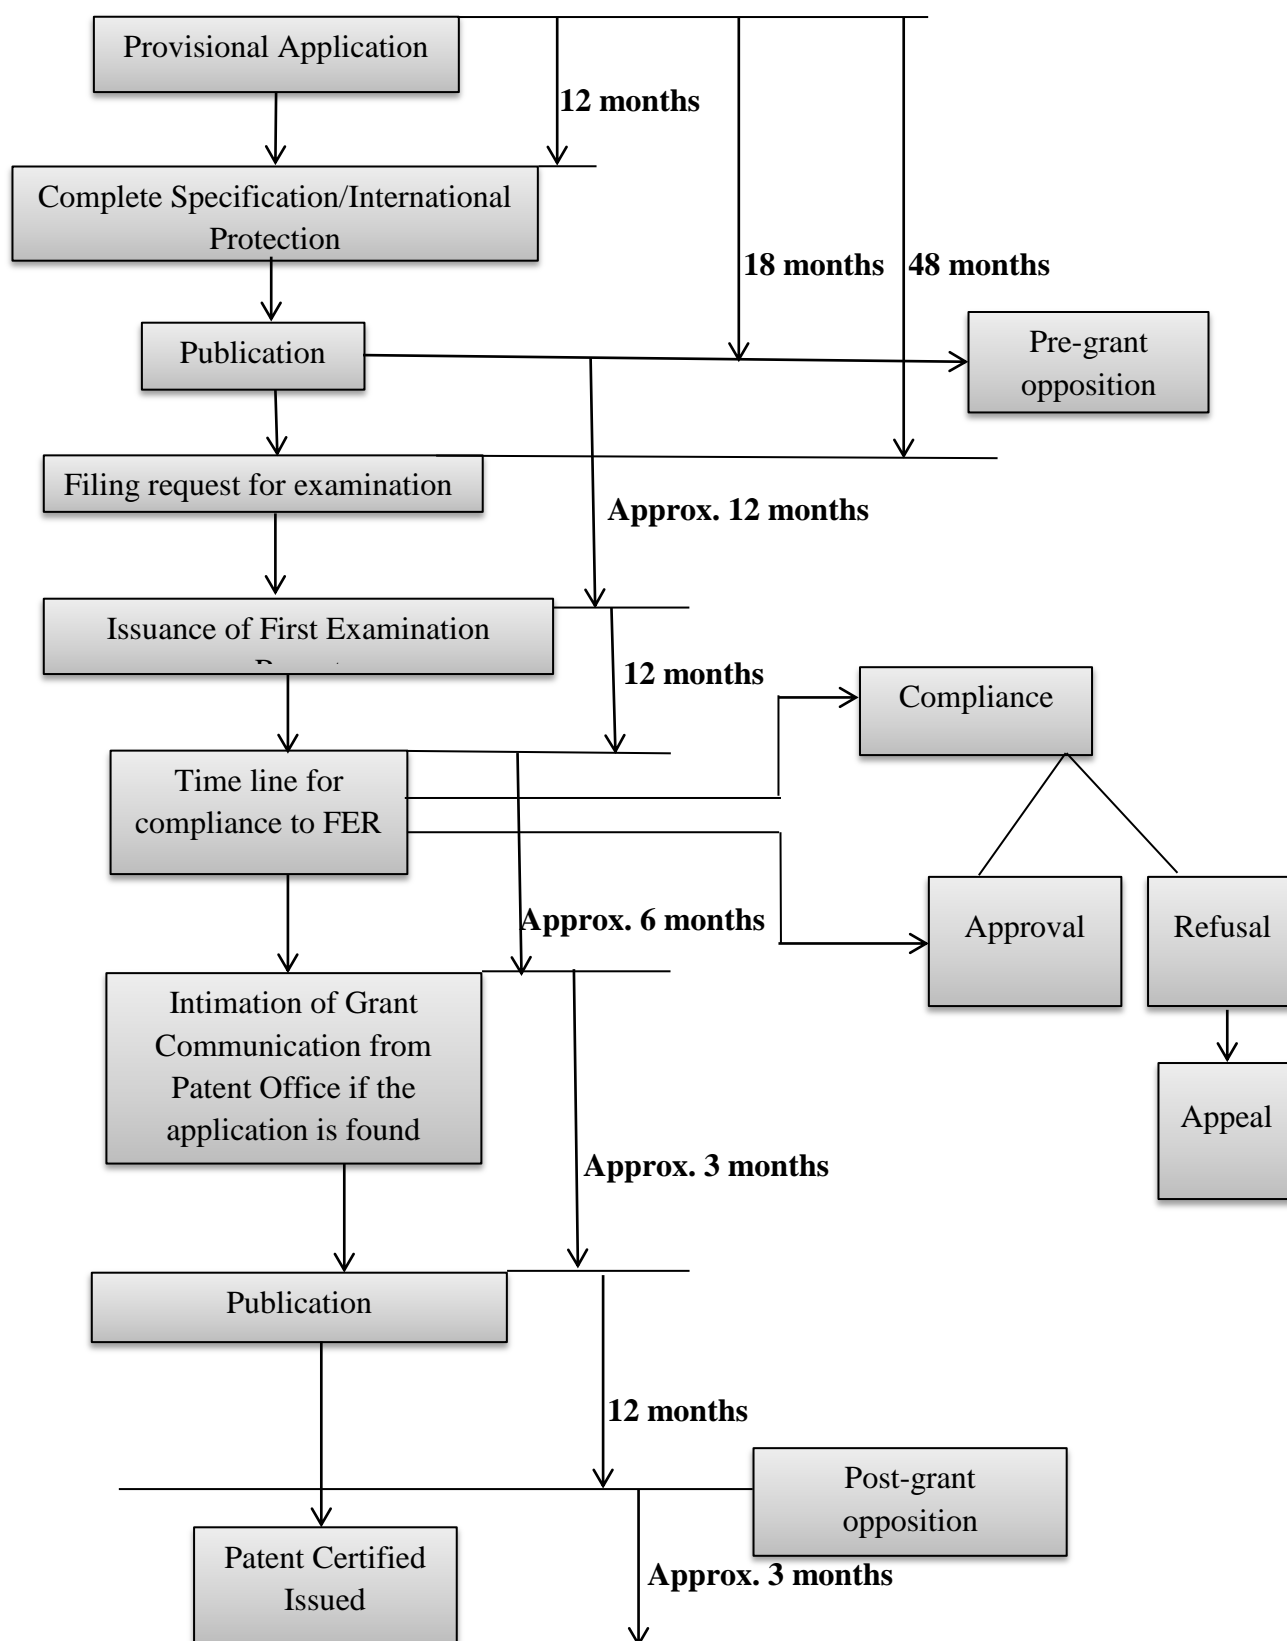 Provisional Application
12 months
Complete Specification/International
Protection
18 months
48 months
Publication
Pre-grant
opposition
Filing request for examination
Approx. 12 months
Issuance of First Examination
12 months
Compliance
Time line for
compliance to FER
Approx. 6 months
Approval
Refusal
Intimation of Grant
Communication from
Patent Office if the
application is found
Appeal
Approx. 3 months
Publication
12 months
Post-grant
opposition
Patent Certified
Issued
Approx. 3 months